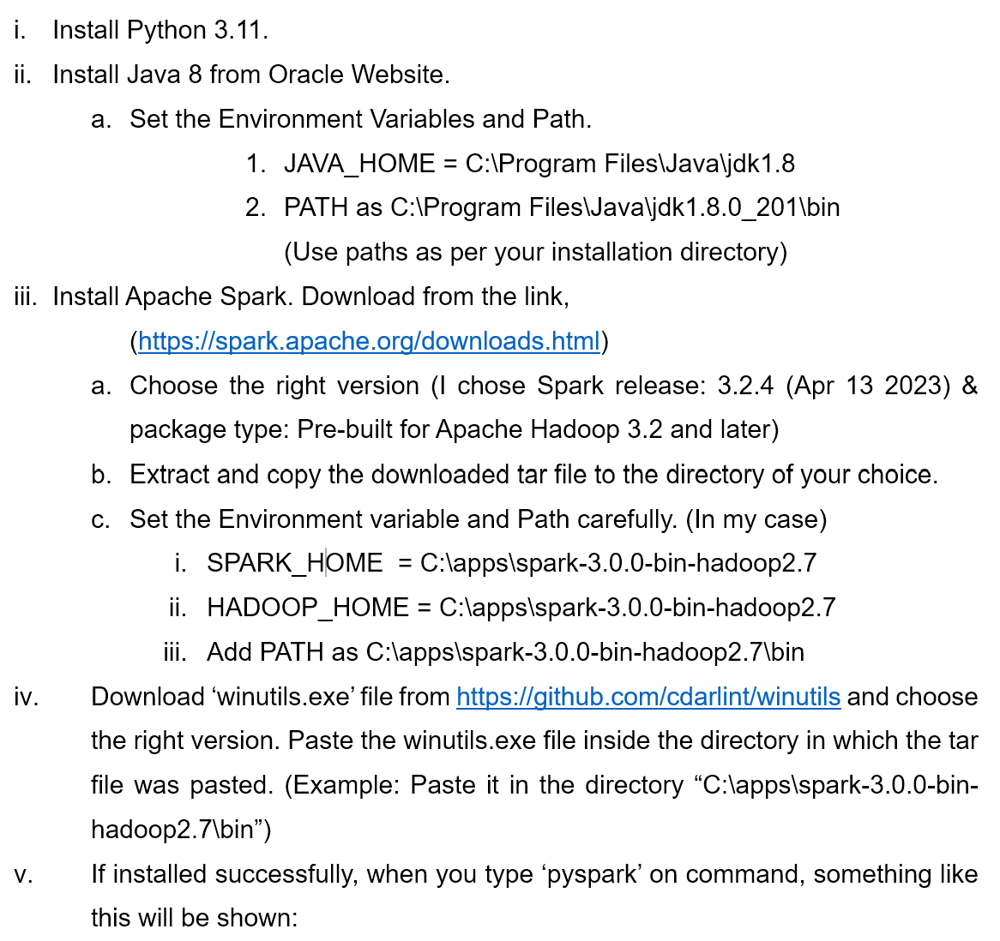 i. Install Python 3.11.
ii. Install Java 8 from Oracle Website.
a. Set the Environment Variables and Path.
1. JAVA_HOME = C:\Program Files\Java\jdk1.8
2. PATH as C:\Program Files\Java\jdk1.8.0_201\bin
(Use paths as per your installation directory)
iii. Install Apache Spark. Download from the link,
(https://spark.apache.org/downloads.html)
a. Choose the right version (I chose Spark release: 3.2.4 (Apr 13 2023) &
package type: Pre-built for Apache Hadoop 3.2 and later)
b. Extract and copy the downloaded tar file to the directory of your choice.
c. Set the Environment variable and Path carefully. (In my case)
i. SPARK_HOME  = C:\apps\spark-3.0.0-bin-hadoop2.7
ii. HADOOP_HOME = C:\apps\spark-3.0.0-bin-hadoop2.7
iii. Add PATH as C:\apps\spark-3.0.0-bin-hadoop2.7\bin
iv. Download ‘winutils.exe’ file from https://github.com/cdarlint/winutils and choose
the right version. Paste the winutils.exe file inside the directory in which the tar
file was pasted. (Example: Paste it in the directory “C:\apps\spark-3.0.0-bin-
hadoop2.7\bin”)
v. If installed successfully, when you type ‘pyspark’ on command, something like
this will be shown: